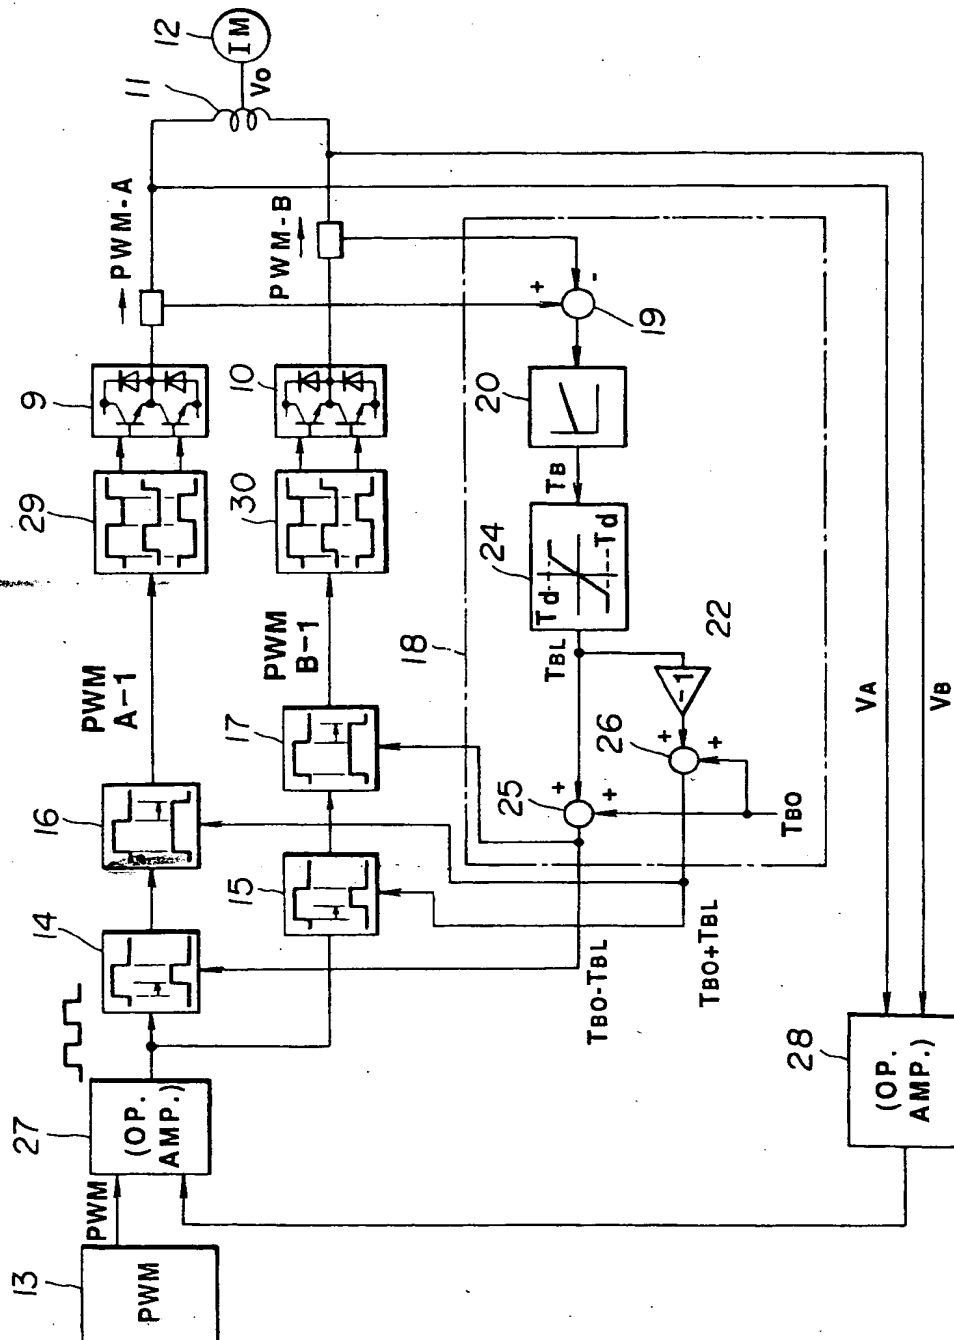 13
PWM
PWM
27
(OP.
AMP.)
14
16
PWM
A-1
29
9
PWM-A
11
12
IM
Vo
15
17
PWM
B-1
30
10
PWM-B
18
19
+
-
20
TB
24
Td
Td
TBL
22
-1
25
+
+
26
+
+
TBO
TBO-TBL
TBO+TBL
VA
VB
28
(OP.
AMP.)